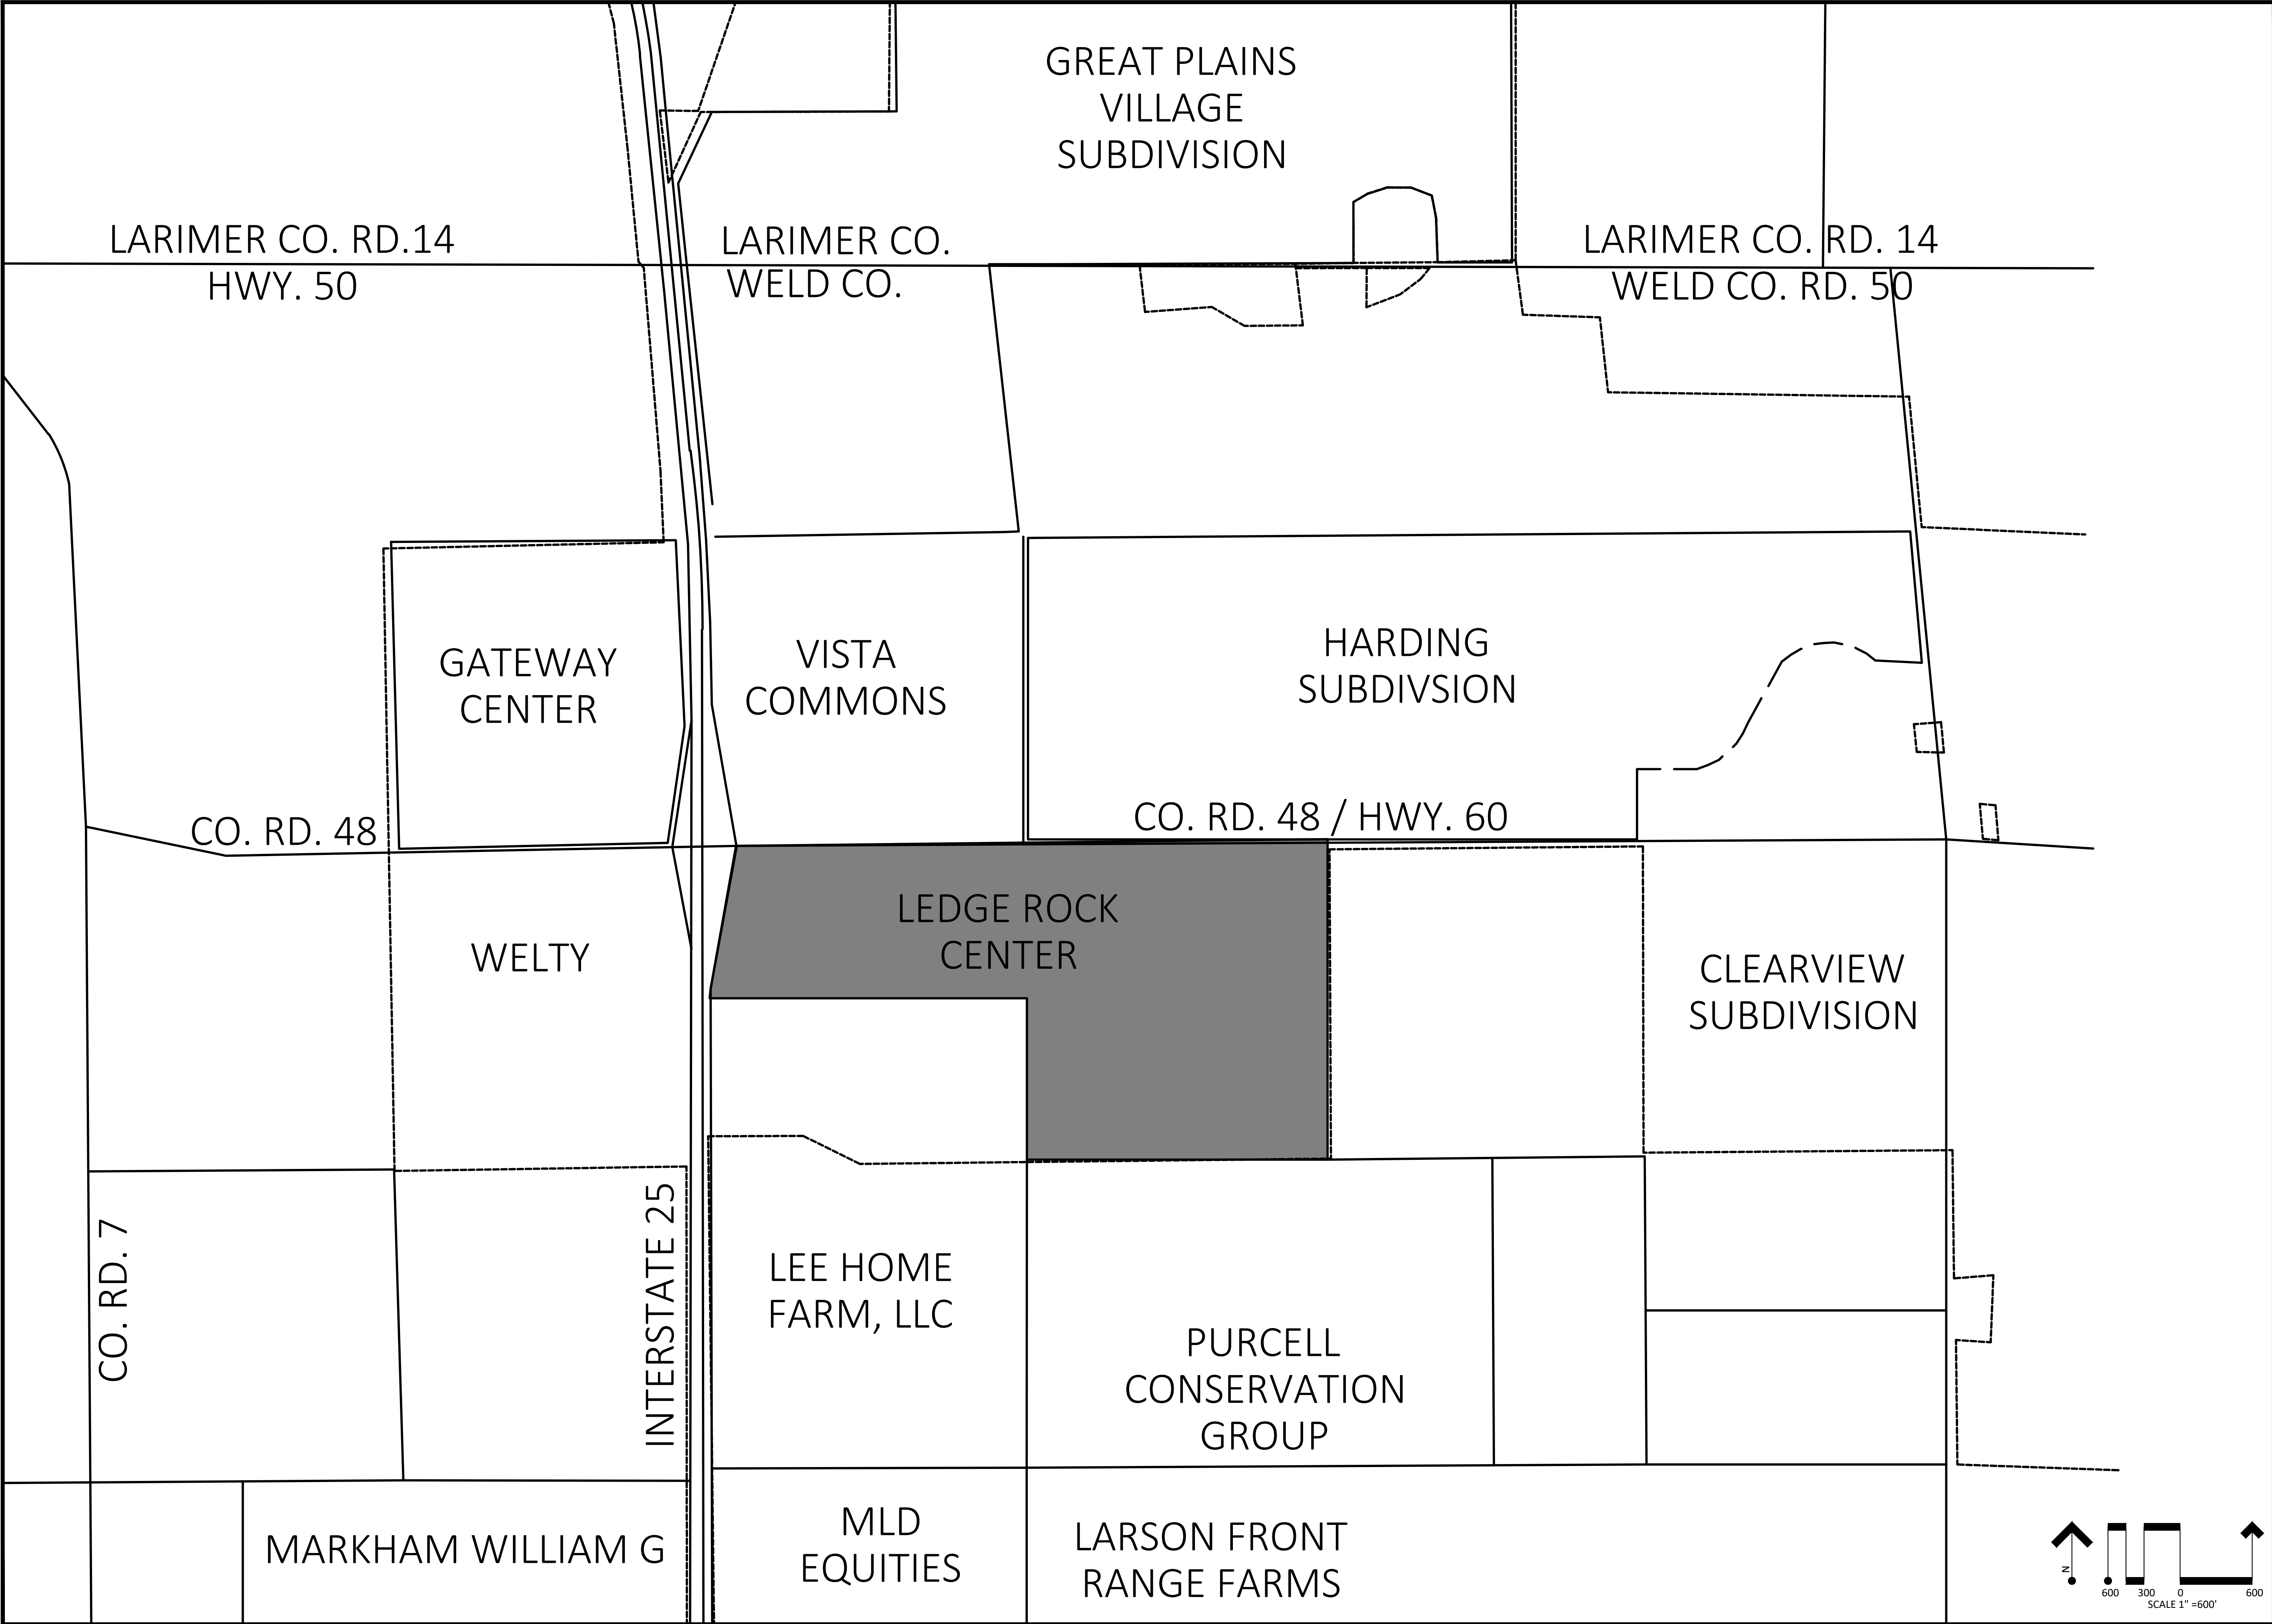 GREAT PLAINS
VILLAGE
SUBDIVISION
LARIMER CO. RD.14
HWY. 50
LARIMER CO.
WELD CO.
LARIMER CO. RD. 14
WELD CO. RD. 50
GATEWAY
CENTER
VISTA
COMMONS
HARDING
SUBDIVSION
CO. RD. 48
CO. RD. 48 / HWY. 60
LEDGE ROCK
CENTER
WELTY
CLEARVIEW
SUBDIVISION
CO. RD. 7
INTERSTATE 25
LEE HOME
FARM, LLC
PURCELL
CONSERVATION
GROUP
MARKHAM WILLIAM G
MLD
EQUITIES
LARSON FRONT
RANGE FARMS
N
600 300 0 600
SCALE 1" =600'